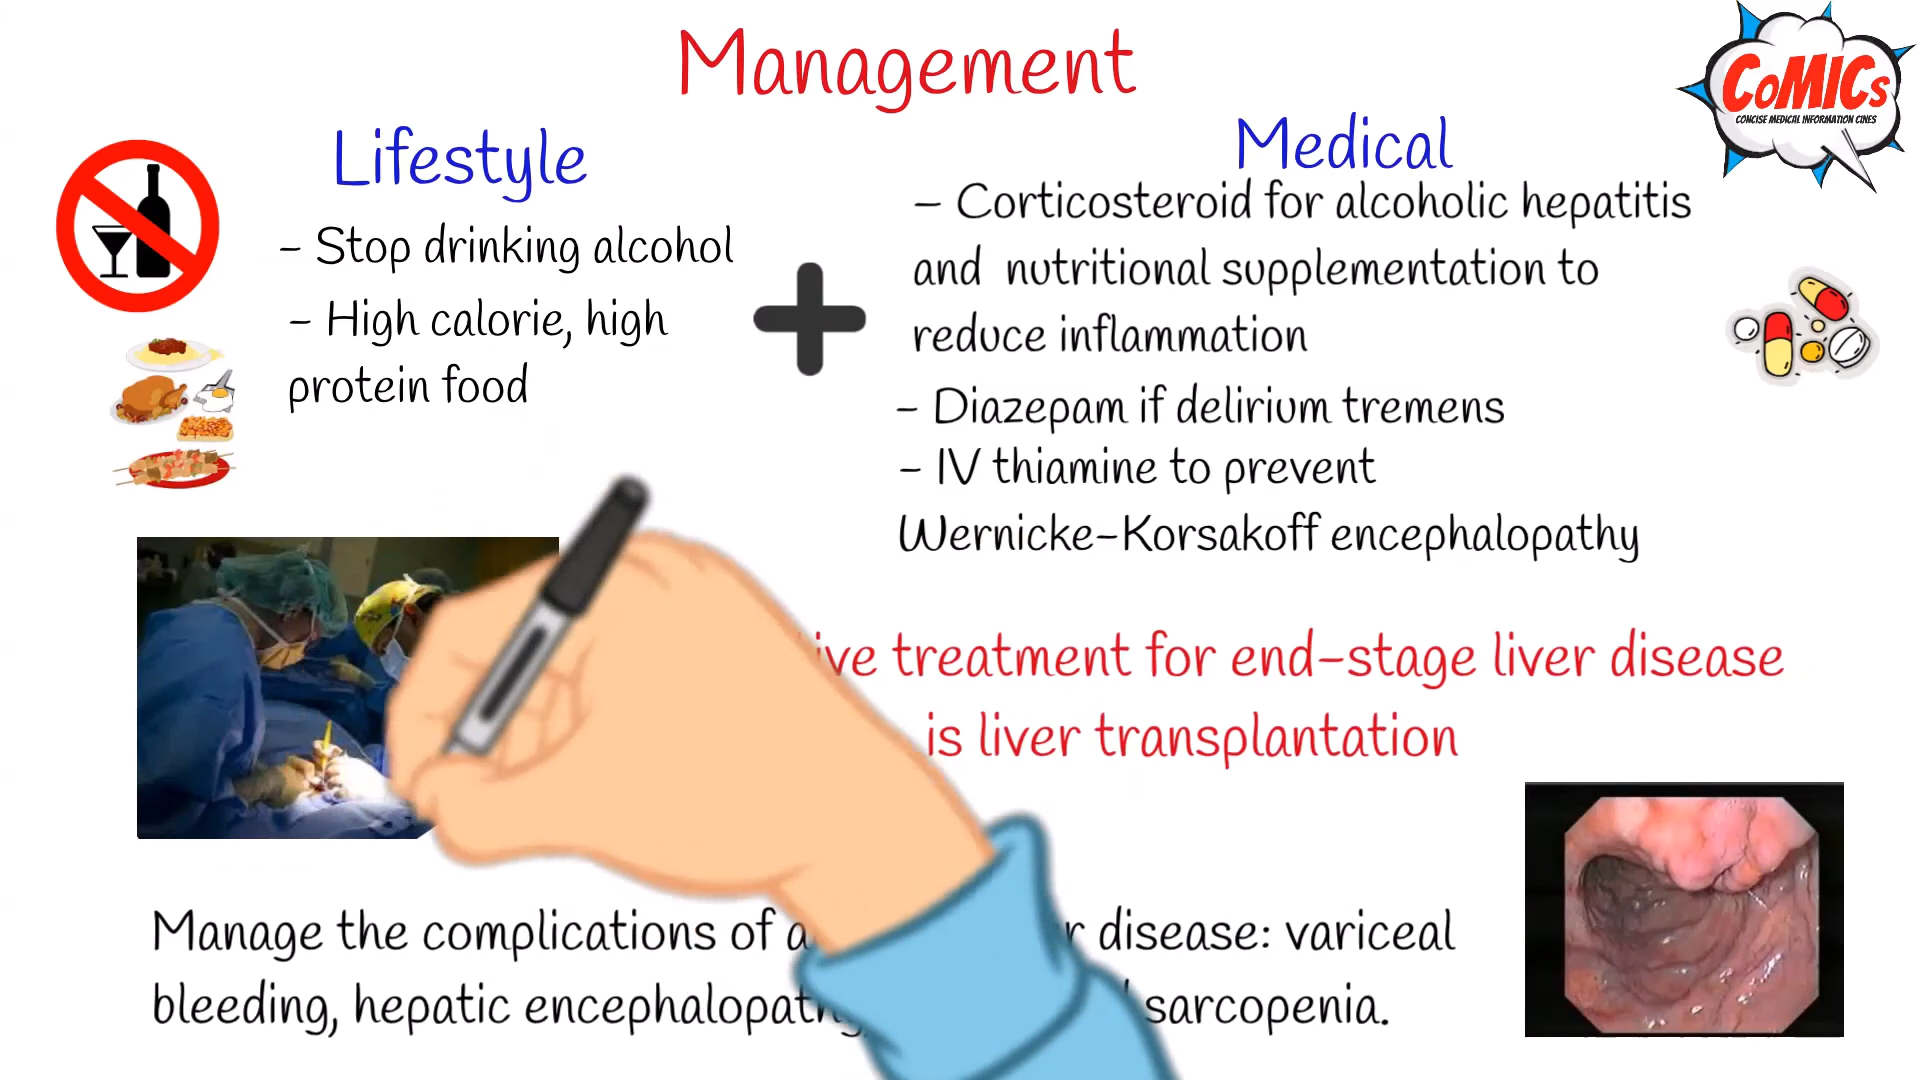 Management
CoMICs
CONCISE MEDICAL INFORMATION CINES
Lifestyle
- Stop drinking alcohol
- High calorie, high
protein food
Medical
- Corticosteroid for alcoholic hepatitis
and nutritional supplementation to
reduce inflammation
- Diazepam if delirium tremens
- IV thiamine to prevent
Wernicke-Korsakoff encephalopathy
treatment for end-stage liver disease
is liver transplantation
Manage the complications of disease: variceal
bleeding, hepatic sarcopenia.